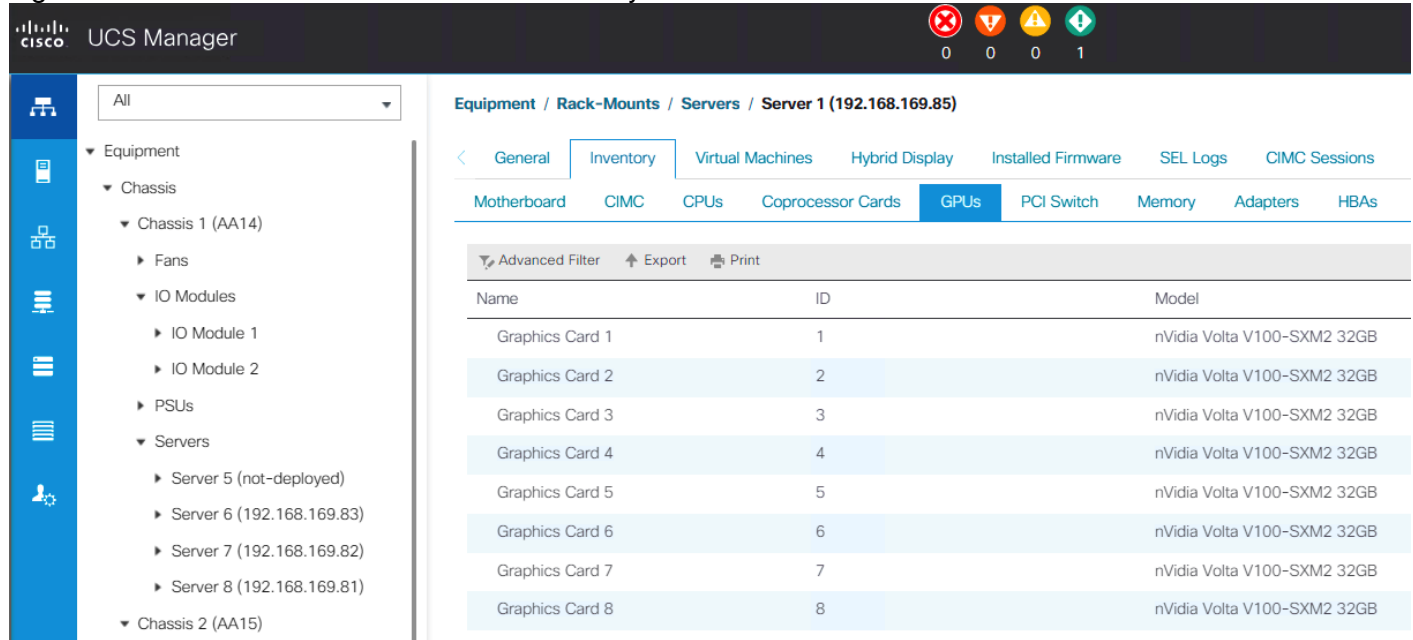 CISCO UCS Manager
0 0 0 1
All
Equipment
Chassis
Chassis 1 (AA14)
Fans
IO Modules
IO Module 1
IO Module 2
PSUs
Servers
Server 5 (not-deployed)
Server 6 (192.168.169.83)
Server 7 (192.168.169.82)
Server 8 (192.168.169.81)
Chassis 2 (AA15)
Equipment / Rack-Mounts / Servers / Server 1 (192.168.169.85)
General Inventory Virtual Machines Hybrid Display Installed Firmware SEL Logs CIMC Sessions
Motherboard CIMC CPUs Coprocessor Cards GPUs PCI Switch Memory Adapters HBAs
Advanced Filter Export Print
Name ID Model
Graphics Card 1 1 nVidia Volta V100-SXM2 32GB
Graphics Card 2 2 nVidia Volta V100-SXM2 32GB
Graphics Card 3 3 nVidia Volta V100-SXM2 32GB
Graphics Card 4 4 nVidia Volta V100-SXM2 32GB
Graphics Card 5 5 nVidia Volta V100-SXM2 32GB
Graphics Card 6 6 nVidia Volta V100-SXM2 32GB
Graphics Card 7 7 nVidia Volta V100-SXM2 32GB
Graphics Card 8 8 nVidia Volta V100-SXM2 32GB